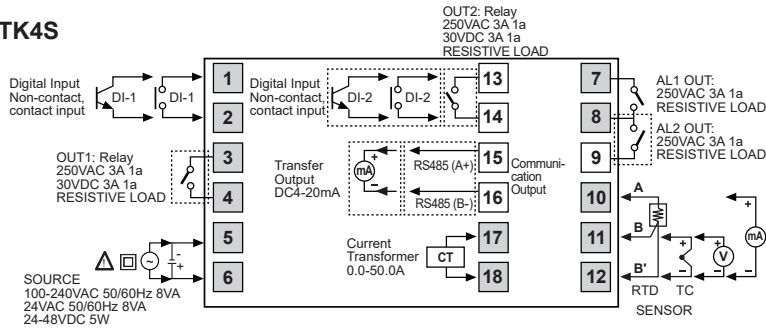 TK4S
OUT2: Relay
250VAC 3A 1a
30VDC 3A 1a
RESISTIVE LOAD
Digital Input
Non-contact,
contact input
DI-1
DI-1
1
2
Digital Input
Non-contact,
contact input
DI-2
DI-2
13
14
7
8
9
AL1 OUT:
250VAC 3A 1a
RESISTIVE LOAD
AL2 OUT:
250VAC 3A 1a
RESISTIVE LOAD
OUT1: Relay
250VAC 3A 1a
30VDC 3A 1a
RESISTIVE LOAD
3
4
Transfer
Output
DC4-20mA
+
mA
-
RS485 (A+)
RS485 (B-)
15
16
Communi-
cation
Output
10
11
12
A
B
B'
RTD
+
-
TC
+
V
-
+
mA
-
SENSOR
Current
Transformer
0.0-50.0A
CT
17
18
5
6
~
-
+
SOURCE
100-240VAC 50/60Hz 8VA
24VAC 50/60Hz 8VA
24-48VDC 5W